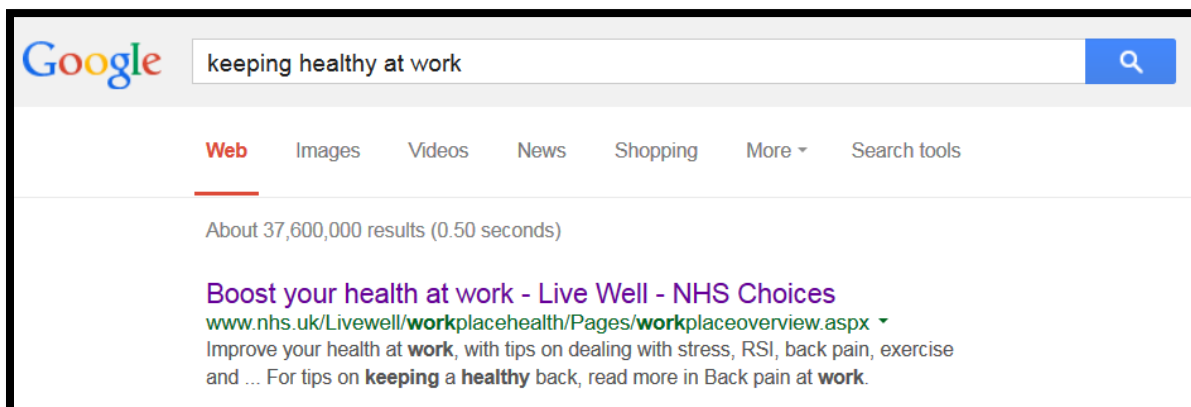 Google keeping healthy at work
Web Images Videos News Shopping More Search tools
About 37,600,000 results (0.50 seconds)
Boost your health at work - Live Well - NHS Choices
www.nhs.uk/Livewell/workplacehealth/Pages/workplaceoverview.aspx
Improve your health at work, with tips on dealing with stress, RSI, back pain, exercise
and ... For tips on keeping a healthy back, read more in Back pain at work.